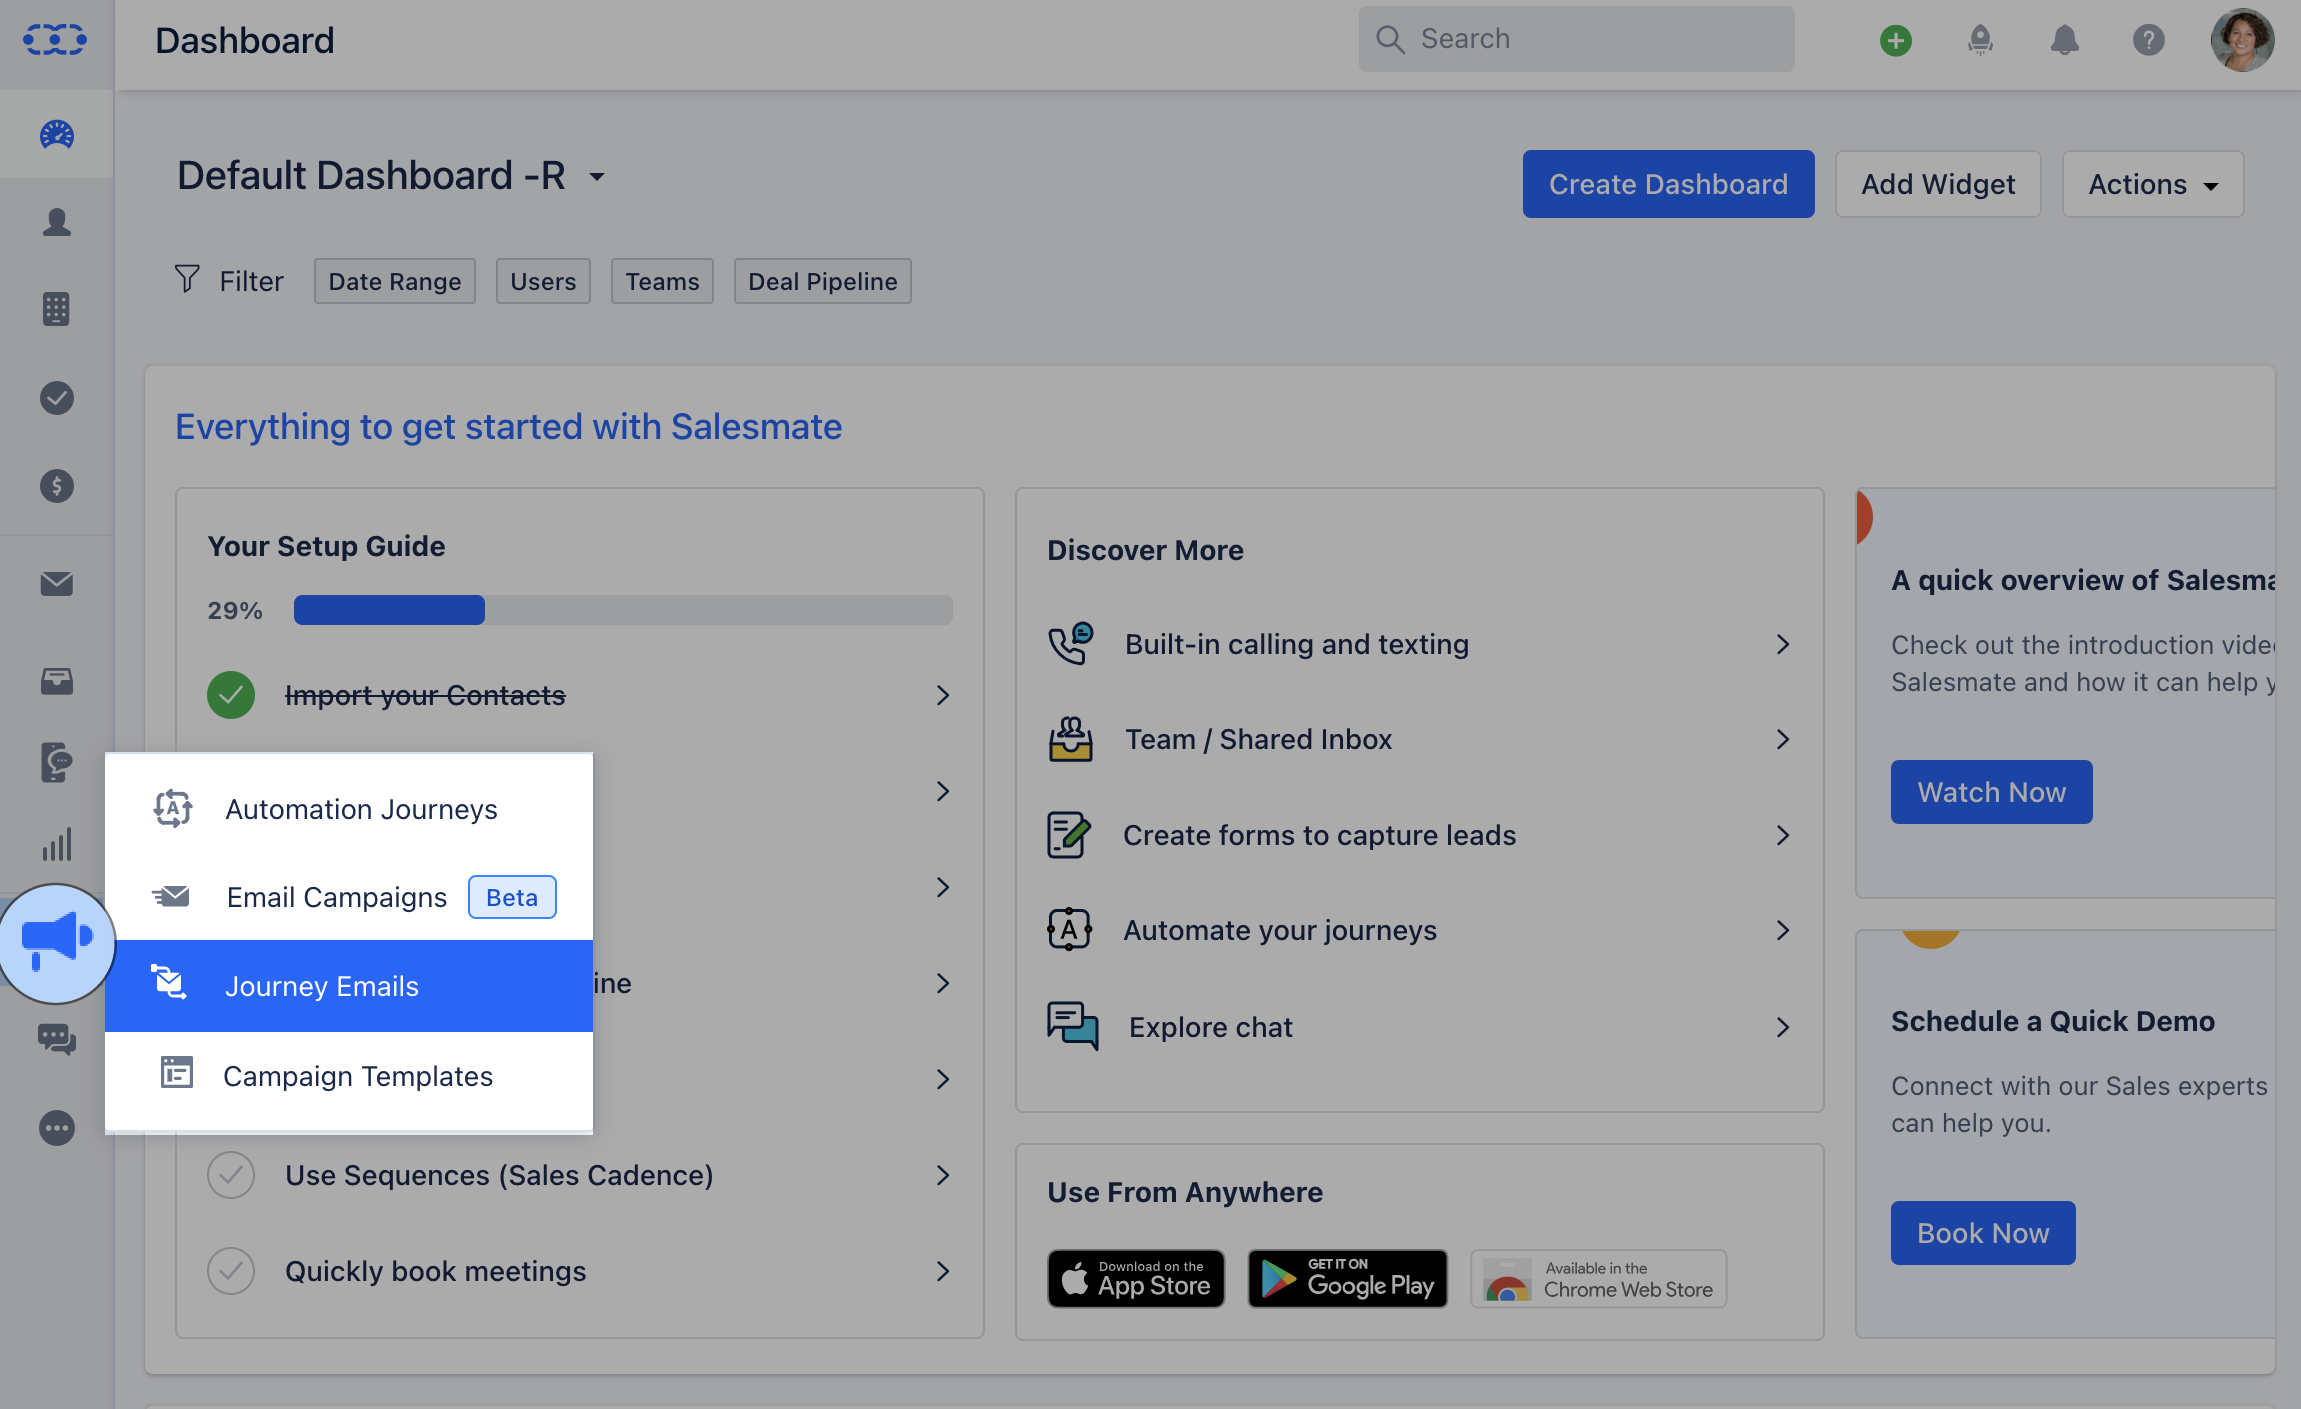 Dashboard
Search
Default Dashboard -R
Create Dashboard
Add Widget
Actions
Filter
Date Range
Users
Teams
Deal Pipeline
Everything to get started with Salesmate
Your Setup Guide
29%
Import your Contacts
Automation Journeys
Email Campaigns
Beta
Journey Emails
ine
Campaign Templates
Use Sequences (Sales Cadence)
Quickly book meetings
Discover More
Built-in calling and texting
Team / Shared Inbox
Create forms to capture leads
A
Automate your journeys
Explore chat
Use From Anywhere
Download on the
App Store
GET IT ON
Google Play
Available in the
Chrome Web Store
A quick overview of Salesma
Check out the introduction vide
Salesmate and how it can help y
Watch Now
Schedule a Quick Demo
Connect with our Sales experts
can help you.
Book Now